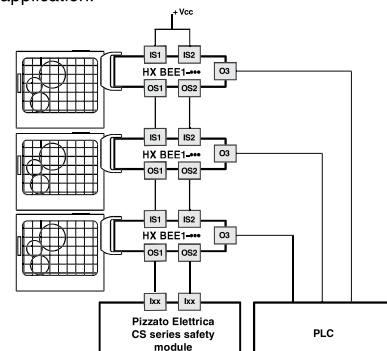 application.
+Vcc
IS1 IS2
HX BEE1-••• O3
OS1 OS2
IS1 IS2
HX BEE1-••• O3
OS1 OS2
IS1 IS2
HX BEE1-••• O3
OS1 OS2
Ixx Ixx
Pizzato Elettrica
CS series safety
module
PLC